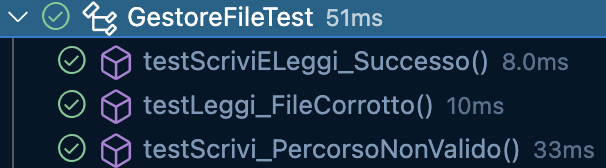 GestoreFileTest 51ms
testScriviELeggi_Successo() 8.0ms
testLeggi_FileCorrotto() 10ms
testScrivi_PercorsoNonValido() 33ms